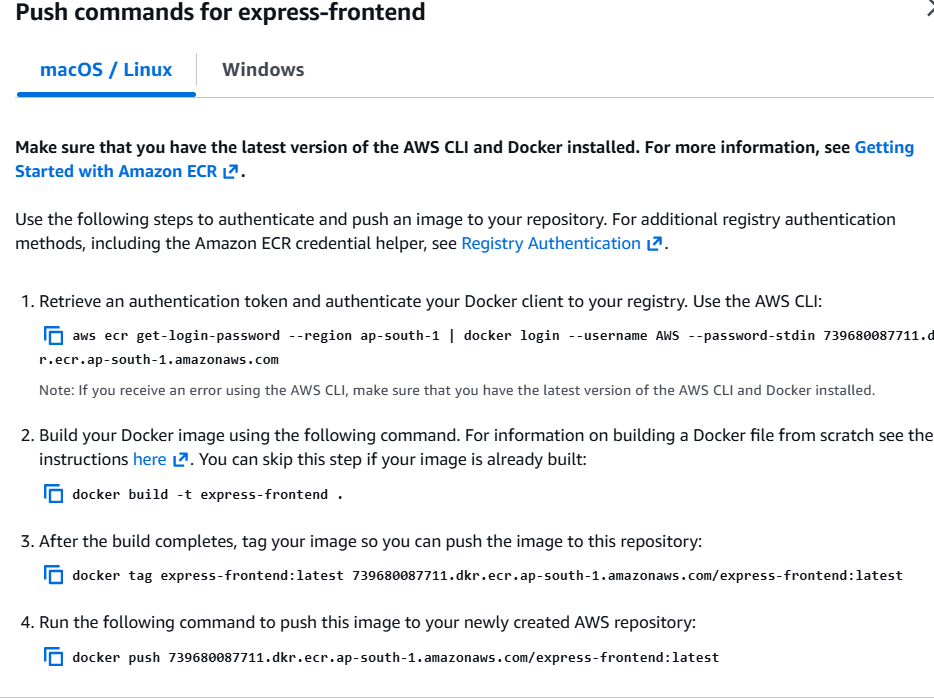 Push commands for express-frontend
macOS / Linux
Windows
Make sure that you have the latest version of the AWS CLI and Docker installed. For more information, see Getting
Started with Amazon ECR.
Use the following steps to authenticate and push an image to your repository. For additional registry authentication
methods, including the Amazon ECR credential helper, see Registry Authentication.
1. Retrieve an authentication token and authenticate your Docker client to your registry. Use the AWS CLI:
aws ecr get-login-password --region ap-south-1 | docker login --username AWS --password-stdin 739680087711.d
r.ecr.ap-south-1.amazonaws.com
Note: If you receive an error using the AWS CLI, make sure that you have the latest version of the AWS CLI and Docker installed.
2. Build your Docker image using the following command. For information on building a Docker file from scratch see the
instructions here. You can skip this step if your image is already built:
docker build -t express-frontend .
3. After the build completes, tag your image so you can push the image to this repository:
docker tag express-frontend:latest 739680087711.dkr.ecr.ap-south-1.amazonaws.com/express-frontend:latest
4. Run the following command to push this image to your newly created AWS repository:
docker push 739680087711.dkr.ecr.ap-south-1.amazonaws.com/express-frontend:latest